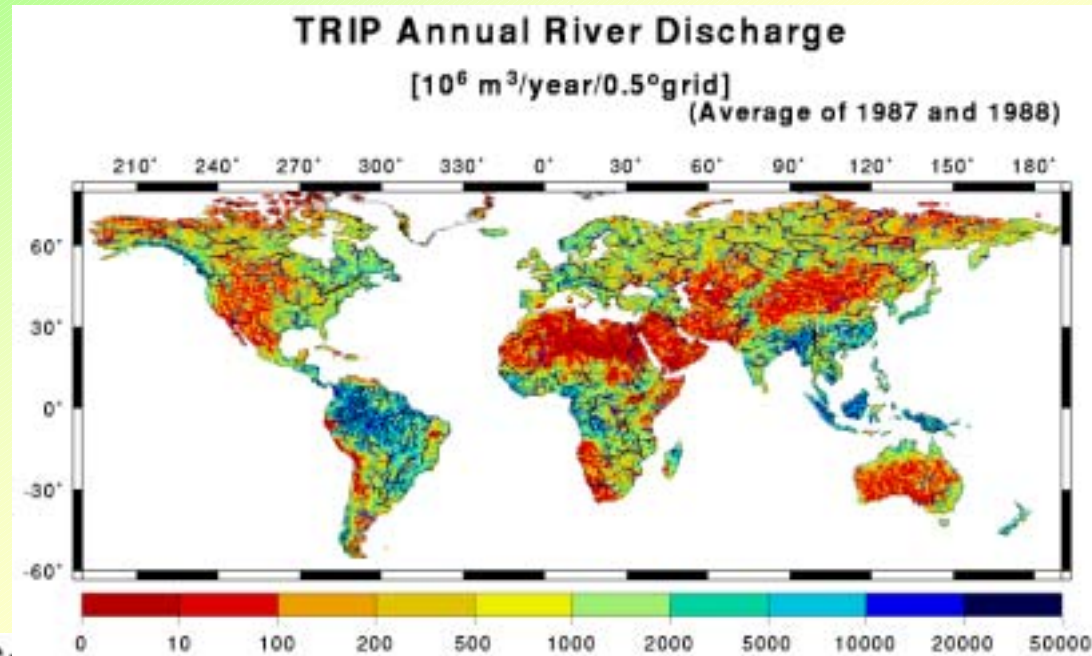 TRIP Annual River Discharge
[10⁶ m³/year/0.5°grid]
(Average of 1987 and 1988)
210° 240° 270° 300° 330° 0° 30° 60° 90° 120° 150° 180°
60°
30°
0°
-30°
-60°
0 10 100 200 500 1000 2000 5000 10000 20000 50000